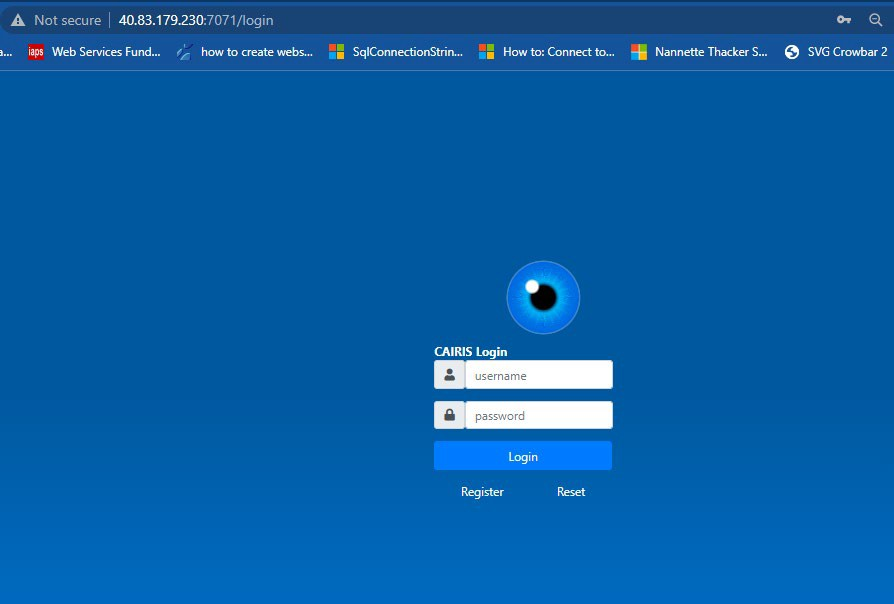 Not secure 40.83.179.230:7071/login
a... iaps Web Services Fund... how to create webs... SqlConnectionStrin... How to: Connect to... Nannette Thacker S... SVG Crowbar 2
CAIRIS Login
username
password
Login
Register Reset